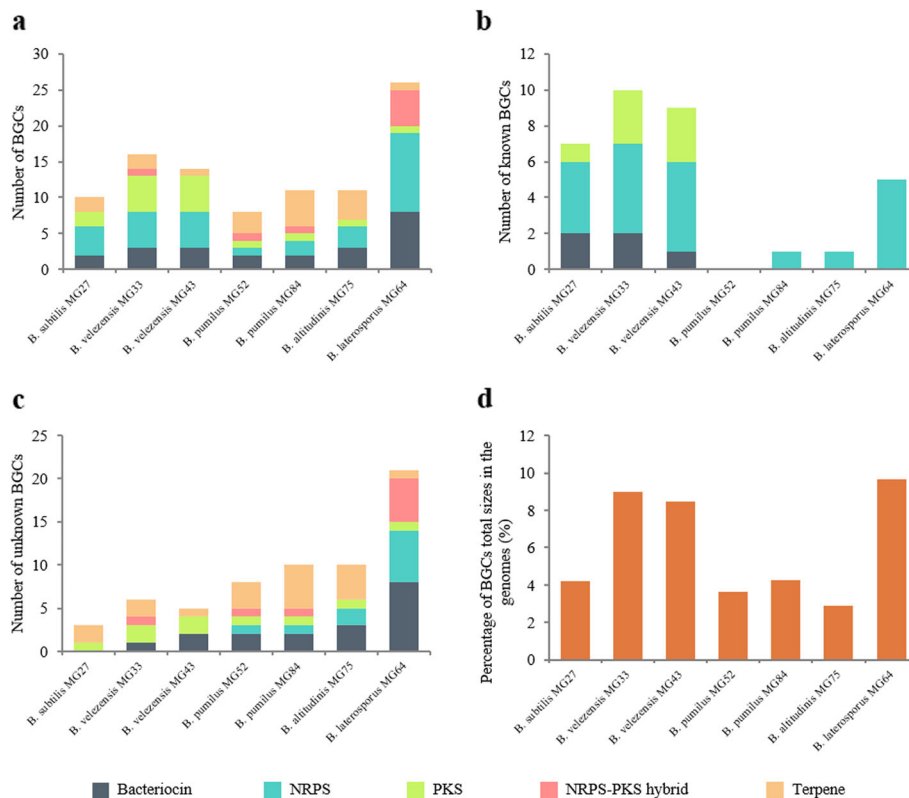 a
Number of BGCs
30
25
20
15
10
5
0
B. subtilis MG27
B. velezensis MG33
B. velezensis MG43
B. pumilus MG52
B. pumilus MG84
B. altitudinis MG75
B. laterosporus MG64
b
Number of known BGCs
12
10
8
6
4
2
0
B. subtilis MG27
B. velezensis MG33
B. velezensis MG43
B. pumilus MG52
B. pumilus MG84
B. altitudinis MG75
B. laterosporus MG64
c
Number of unknown BGCs
25
20
15
10
5
0
B. subtilis MG27
B. velezensis MG33
B. velezensis MG43
B. pumilus MG52
B. pumilus MG84
B. altitudinis MG75
B. laterosporus MG64
d
Percentage of BGCs total sizes in the
genomes (%)
12
10
8
6
4
2
0
B. subtilis MG27
B. velezensis MG33
B. velezensis MG43
B. pumilus MG52
B. pumilus MG84
B. altitudinis MG75
B. laterosporus MG64
Bacteriocin NRPS PKS NRPS-PKS hybrid Terpene